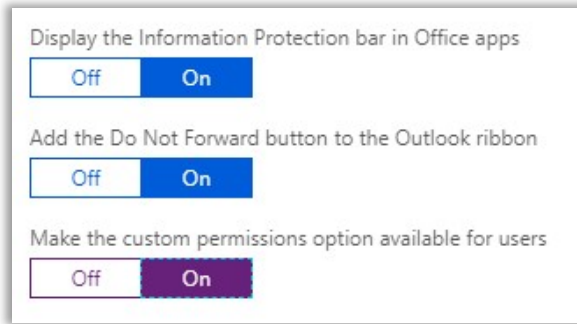 Display the Information Protection bar in Office apps
Off On
Add the Do Not Forward button to the Outlook ribbon
Off On
Make the custom permissions option available for users
Off On